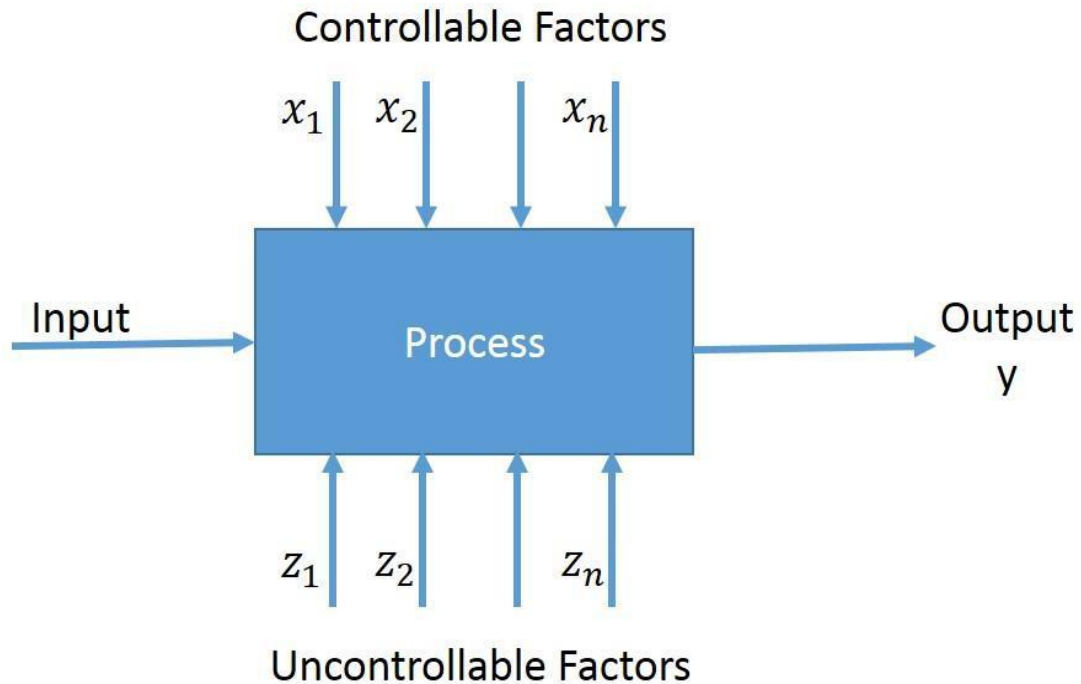 Controllable Factors
x₁ x₂ xₙ
Input
Process
Output
y
z₁ z₂ zₙ
Uncontrollable Factors